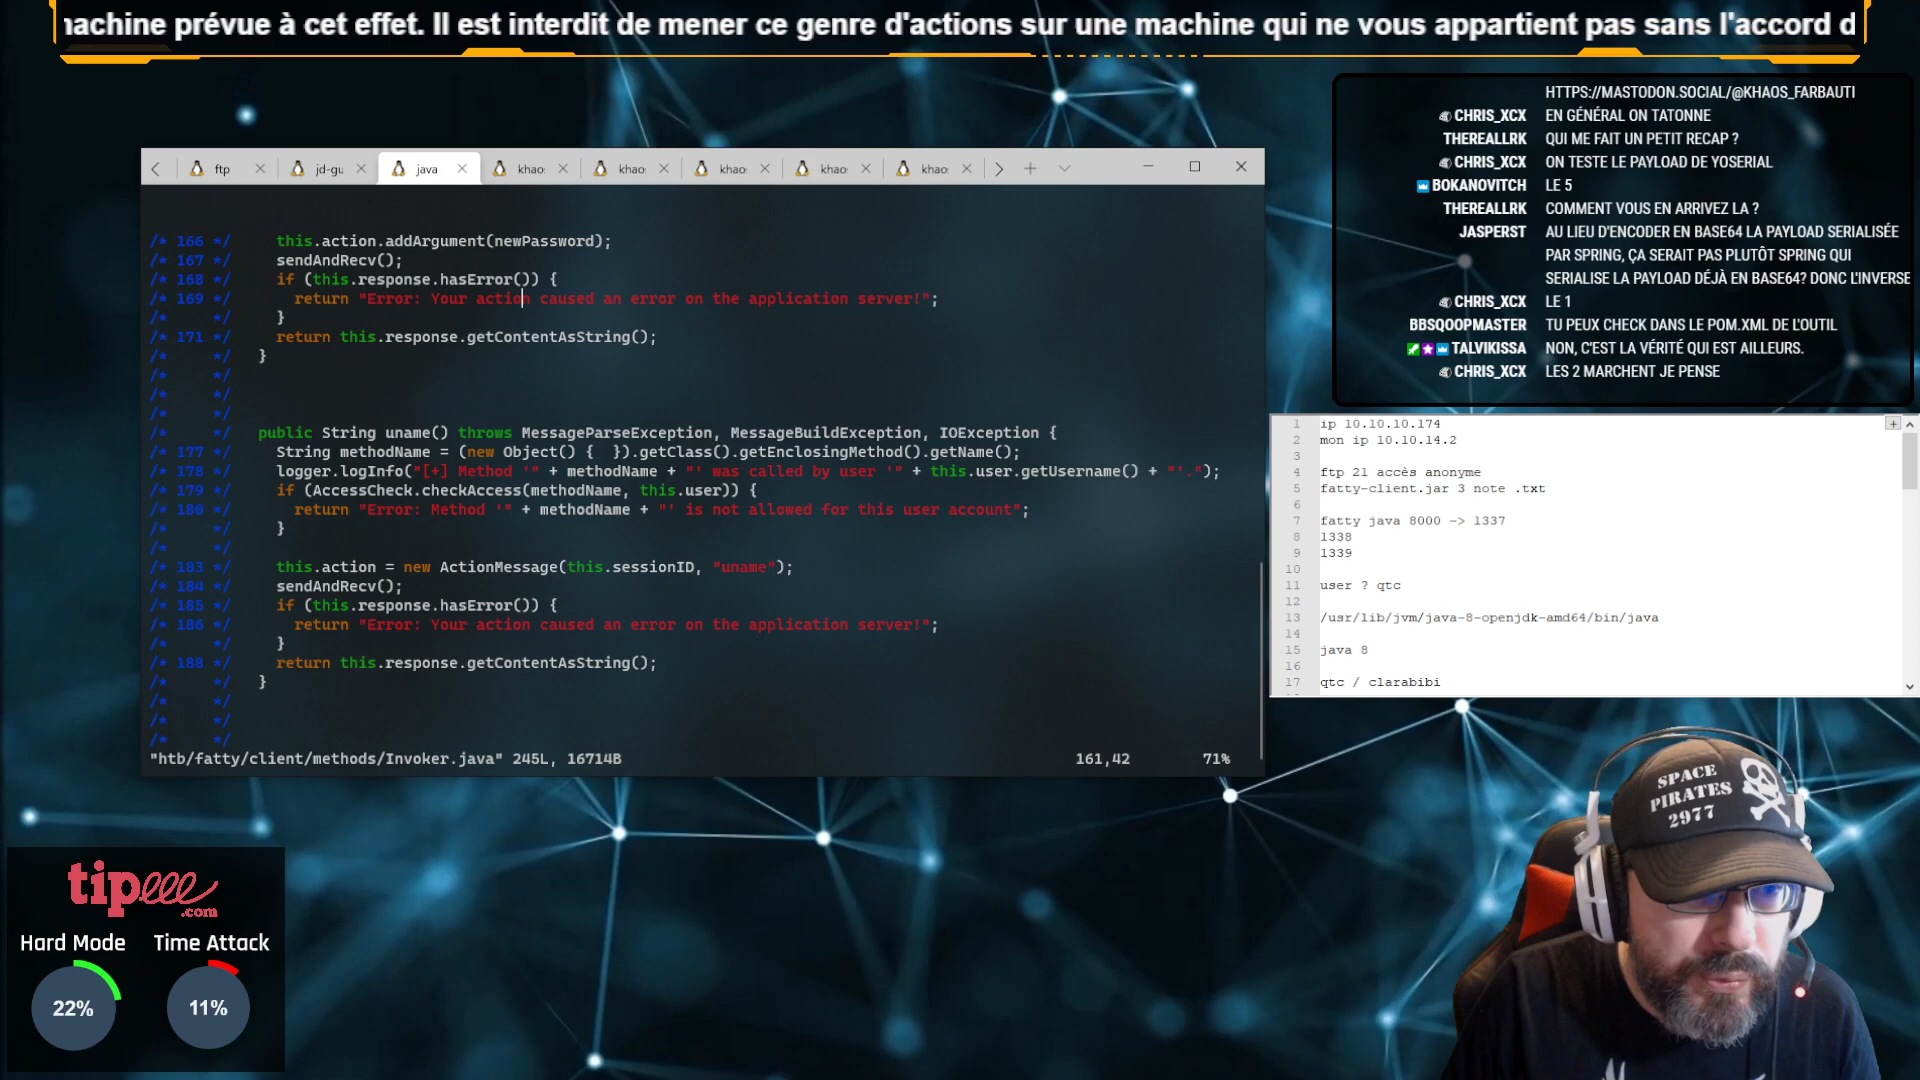 machine prévue à cet effet. Il est interdit de mener ce genre d'actions sur une machine qui ne vous appartient pas sans l'accord d
HTTPS://MASTODON.SOCIAL/@KHAOS_FARBAUTI
CHRIS_XCX EN GÉNÉRAL ON TATONNE
THEREALLRK QUI ME FAIT UN PETIT RECAP ?
CHRIS_XCX ON TESTE LE PAYLOAD DE YOSERIAL
BOKANOVITCH LE 5
THEREALLRK COMMENT VOUS EN ARRIVEZ LA ?
JASPERST AU LIEU D'ENCODER EN BASE64 LA PAYLOAD SERIALISÉE
PAR SPRING, ÇA SERAIT PAS PLUTÔT SPRING QUI
SERIALISE LA PAYLOAD DÉJÀ EN BASE64? DONC L'INVERSE
CHRIS_XCX LE 1
BBSQOOPMASTER TU PEUX CHECK DANS LE POM.XML DE L'OUTIL
TALVIKISSA NON, C'EST LA VÉRITÉ QUI EST AILLEURS.
CHRIS_XCX LES 2 MARCHENT JE PENSE
ftp jd-gu java khao khao khao khao khao
/* 166 */ this.action.addArgument(newPassword);
/* 167 */ sendAndRecv();
/* 168 */ if (this.response.hasError()) {
/* 169 */ return "Error: Your action caused an error on the application server!";
/* */ }
/* 171 */ return this.response.getContentAsString();
/* */ }
/* */
/* */
/* */
/* */ public String uname() throws MessageParseException, MessageBuildException, IOException {
/* 177 */ String methodName = (new Object() { }).getClass().getEnclosingMethod().getName();
/* 178 */ logger.logInfo("[+] Method '" + methodName + "' was called by user '" + this.user.getUsername() + "'.");
/* 179 */ if (AccessCheck.checkAccess(methodName, this.user)) {
/* 180 */ return "Error: Method '" + methodName + "' is not allowed for this user account";
/* */ }
/* */
/* 183 */ this.action = new ActionMessage(this.sessionID, "uname");
/* 184 */ sendAndRecv();
/* 185 */ if (this.response.hasError()) {
/* 186 */ return "Error: Your action caused an error on the application server!";
/* */ }
/* 188 */ return this.response.getContentAsString();
/* */ }
/* */
/* */
/* */
"htb/fatty/client/methods/Invoker.java" 245L, 16714B 161,42 71%
1 ip 10.10.10.174
2 mon ip 10.10.14.2
3
4 ftp 21 accès anonyme
5 fatty-client.jar 3 note .txt
6
7 fatty java 8000 -> 1337
8 1338
9 1339
10
11 user ? qtc
12
13 /usr/lib/jvm/java-8-openjdk-amd64/bin/java
14
15 java 8
16
17 qtc / clarabibi
SPACE
PIRATES
2977
tipeee
.com
Hard Mode Time Attack
22% 11%